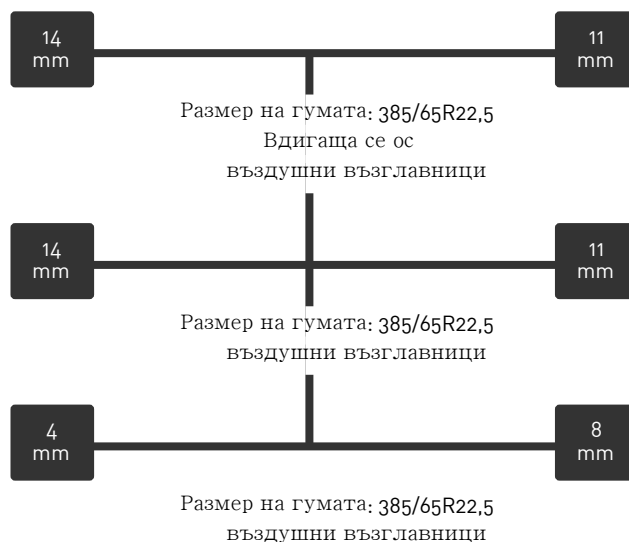 14 mm 11 mm
Размер на гумата: 385/65R22,5
Вдигаща се ос
въздушни възглавници
14 mm 11 mm
Размер на гумата: 385/65R22,5
въздушни възглавници
4 mm 8 mm
Размер на гумата: 385/65R22,5
въздушни възглавници